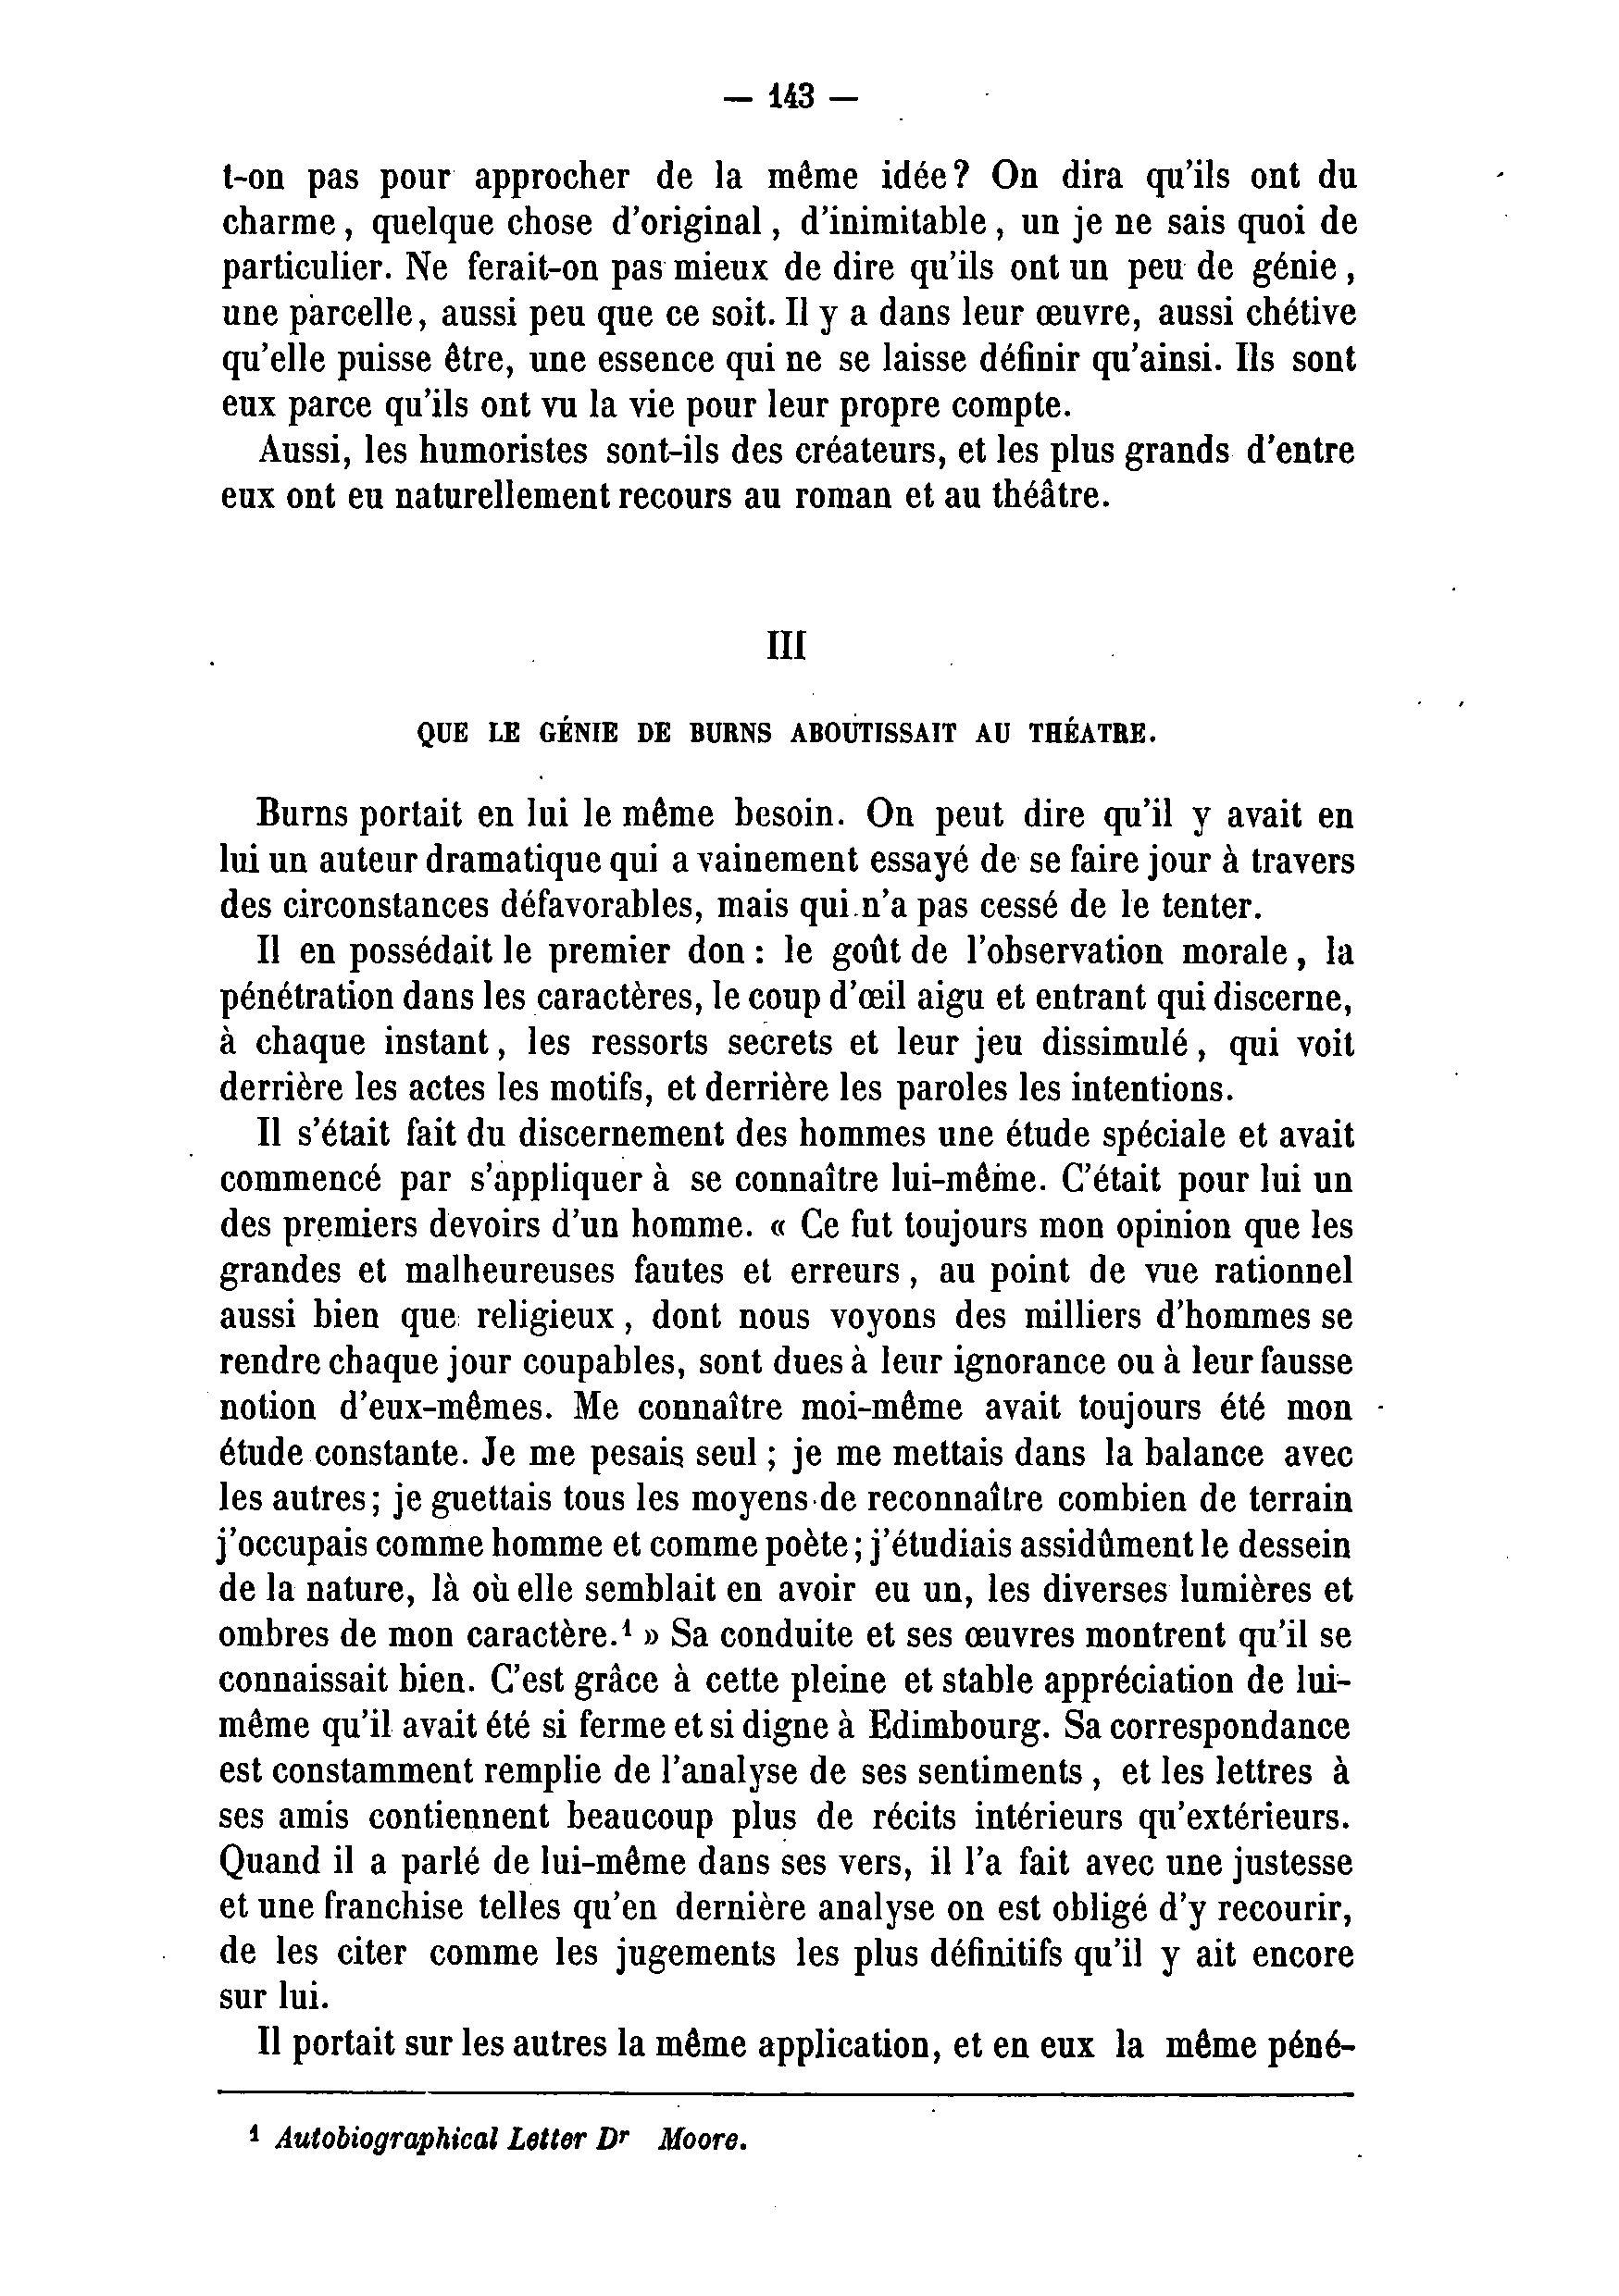 — 143 —
t-on pas pour approcher de la même idée? On dira qu'ils ont du
charme, quelque chose d'original, d'inimitable, un je ne sais quoi de
particulier. Ne ferait-on pas mieux de dire qu'ils ont un peu de génie,
une parcelle, aussi peu que ce soit. Il y a dans leur œuvre, aussi chétive
qu'elle puisse être, une essence qui ne se laisse définir qu'ainsi. Ils sont
eux parce qu'ils ont vu la vie pour leur propre compte.
Aussi, les humoristes sont-ils des créateurs, et les plus grands d'entre
eux ont eu naturellement recours au roman et au théâtre.
III
QUE LE GÉNIE DE BURNS ABOUTISSAIT AU THÉATRE.
Burns portait en lui le même besoin. On peut dire qu'il y avait en
lui un auteur dramatique qui a vainement essayé de se faire jour à travers
des circonstances défavorables, mais qui n'a pas cessé de le tenter.
Il en possédait le premier don : le goût de l'observation morale, la
pénétration dans les caractères, le coup d'œil aigu et entrant qui discerne,
à chaque instant, les ressorts secrets et leur jeu dissimulé, qui voit
derrière les actes les motifs, et derrière les paroles les intentions.
Il s'était fait du discernement des hommes une étude spéciale et avait
commencé par s'appliquer à se connaître lui-même. C'était pour lui un
des premiers devoirs d'un homme. « Ce fut toujours mon opinion que les
grandes et malheureuses fautes et erreurs, au point de vue rationnel
aussi bien que religieux, dont nous voyons des milliers d'hommes se
rendre chaque jour coupables, sont dues à leur ignorance ou à leur fausse
notion d'eux-mêmes. Me connaître moi-même avait toujours été mon
étude constante. Je me pesais seul ; je me mettais dans la balance avec
les autres; je guettais tous les moyens de reconnaître combien de terrain
j'occupais comme homme et comme poète; j'étudiais assidûment le dessein
de la nature, là où elle semblait en avoir eu un, les diverses lumières et
ombres de mon caractère.¹ » Sa conduite et ses œuvres montrent qu'il se
connaissait bien. C'est grâce à cette pleine et stable appréciation de lui-
même qu'il avait été si ferme et si digne à Edimbourg. Sa correspondance
est constamment remplie de l'analyse de ses sentiments, et les lettres à
ses amis contiennent beaucoup plus de récits intérieurs qu'extérieurs.
Quand il a parlé de lui-même dans ses vers, il l'a fait avec une justesse
et une franchise telles qu'en dernière analyse on est obligé d'y recourir,
de les citer comme les jugements les plus définitifs qu'il y ait encore
sur lui.
Il portait sur les autres la même application, et en eux la même péné-
¹ Autobiographical Letter Dr Moore.